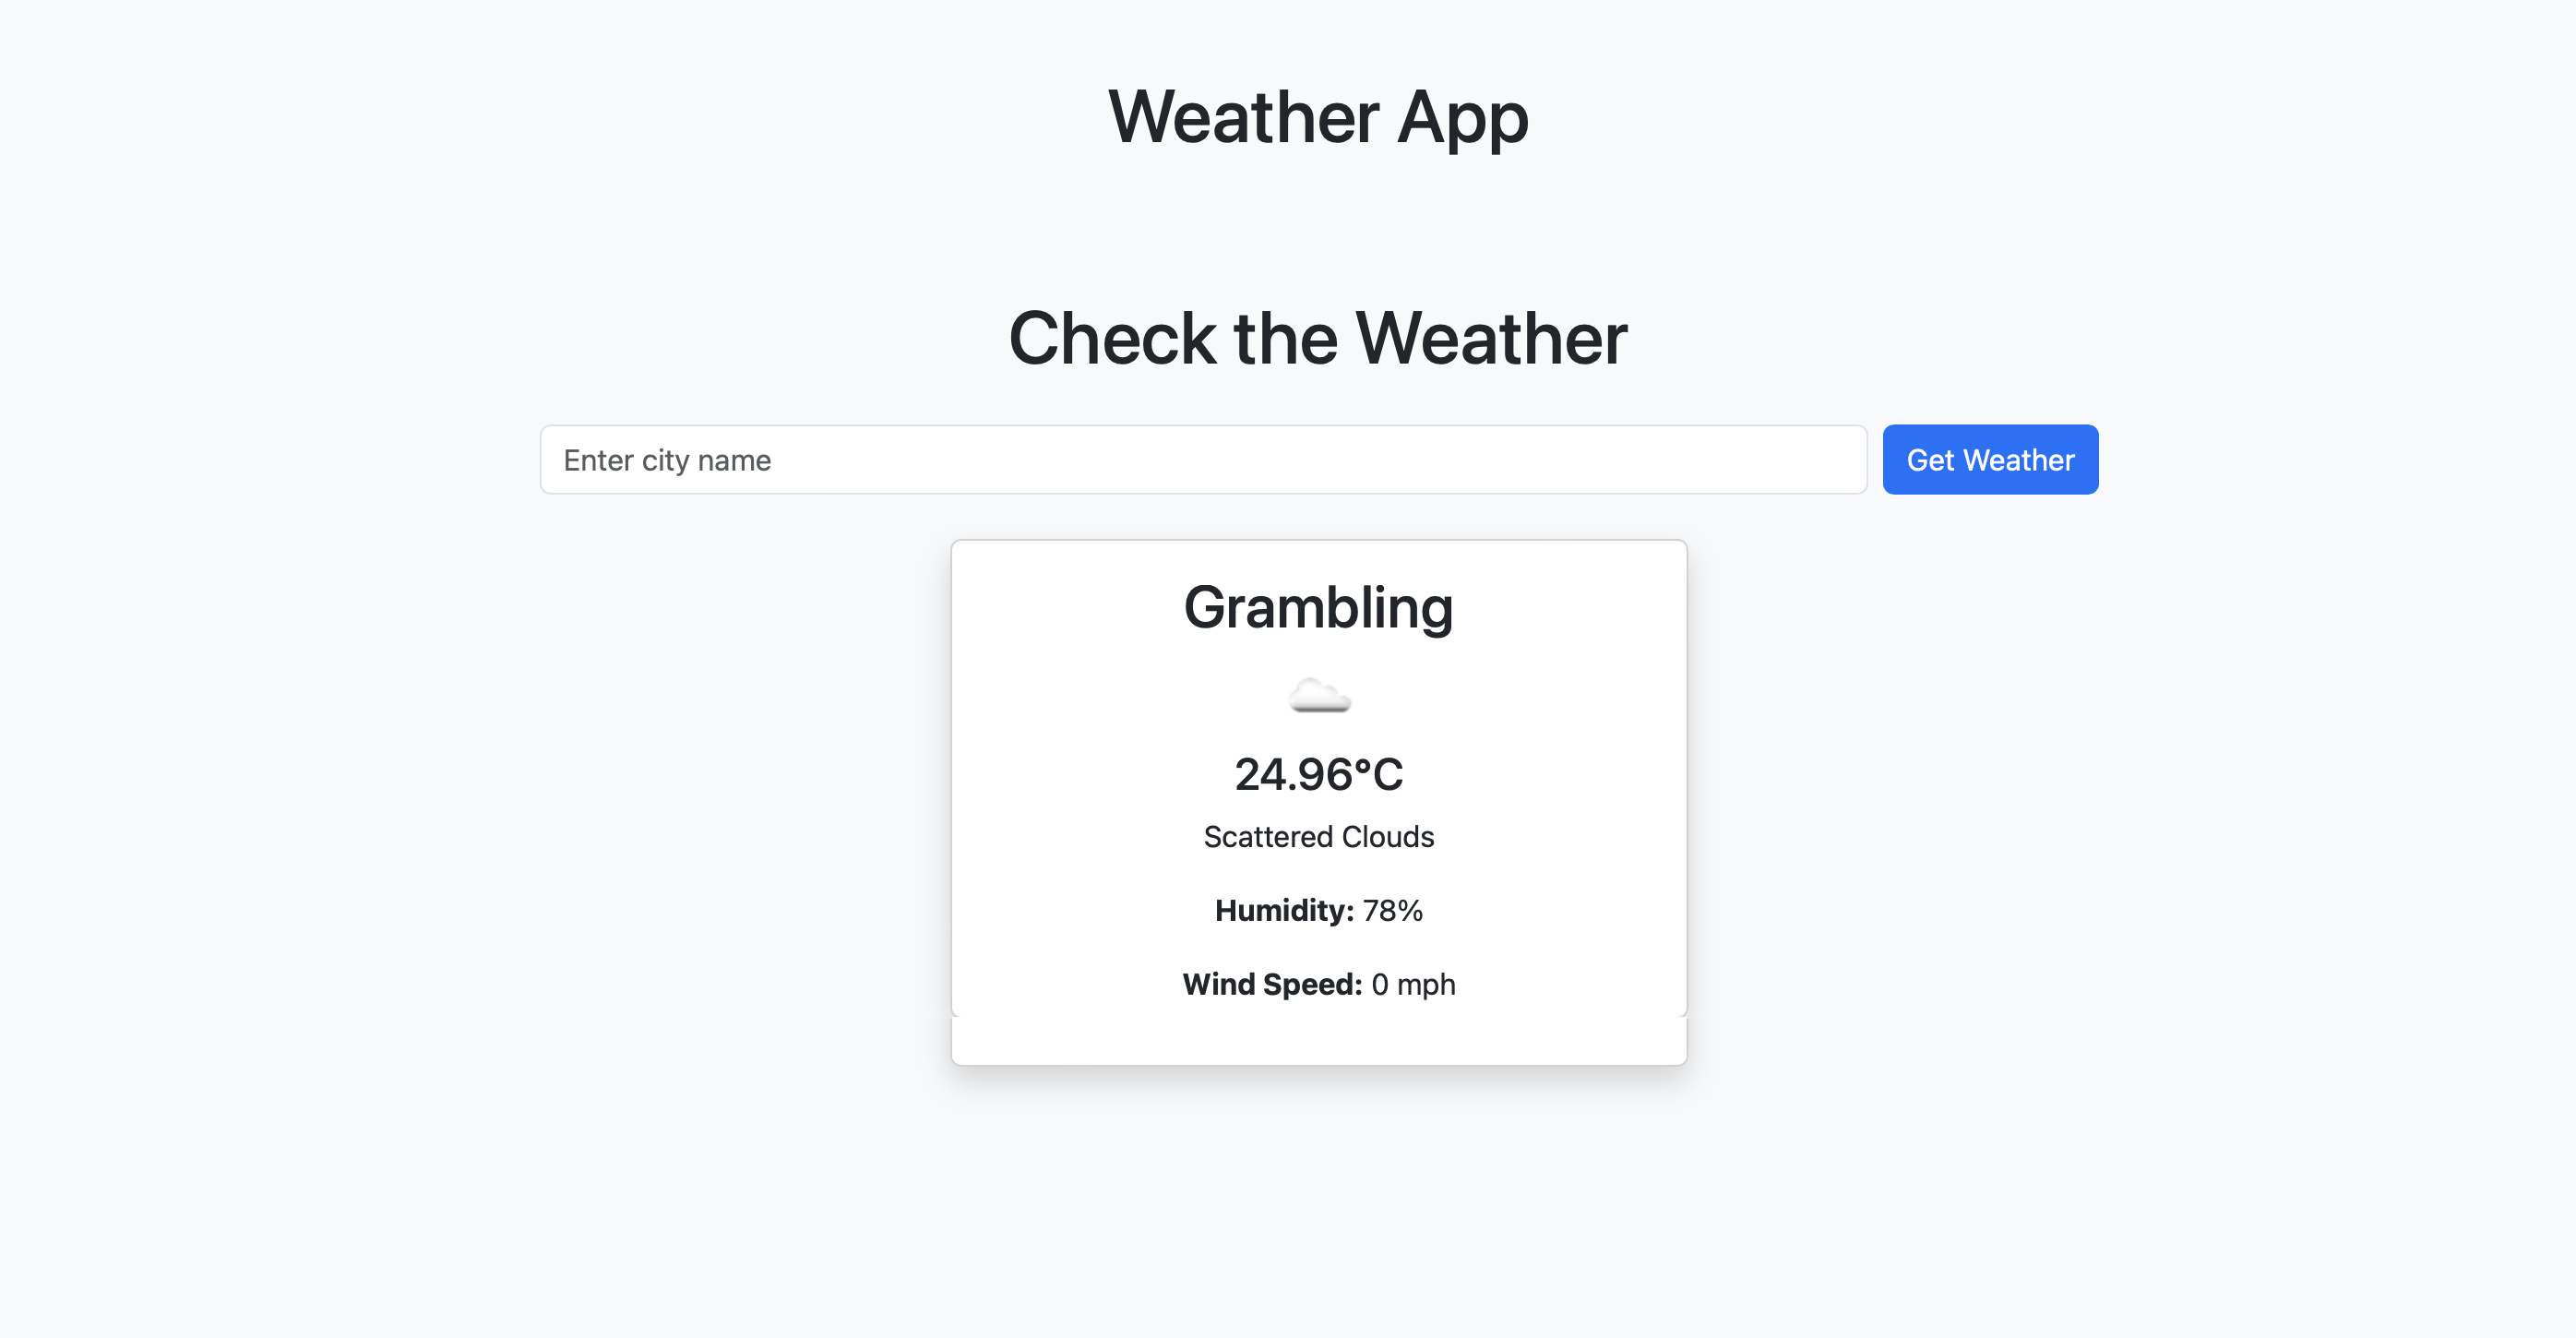 Weather App
Check the Weather
Enter city name
Get Weather
Grambling
24.96°C
Scattered Clouds
Humidity: 78%
Wind Speed: 0 mph